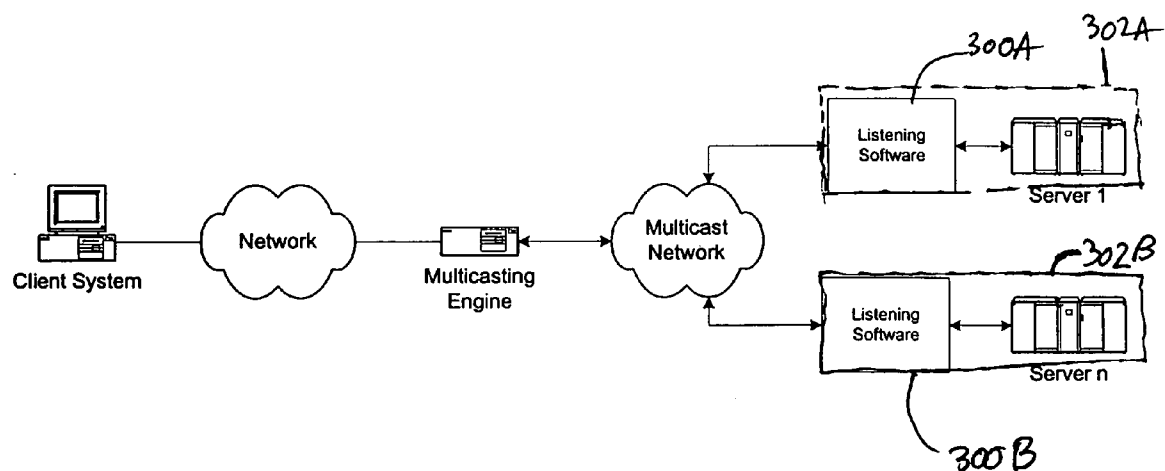 300A
302A
Listening
Software
Server 1
Network
Multicast
Network
Client System
Multicasting
Engine
302B
Listening
Software
Server n
300B